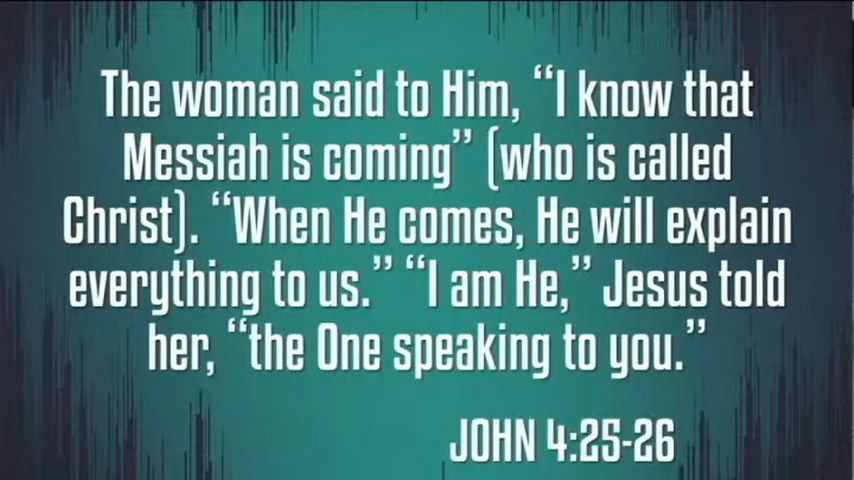 The woman said to Him, “I know that
Messiah is coming” (who is called
Christ). “When He comes, He will explain
everything to us.” “I am He,” Jesus told
her, “the One speaking to you.”
JOHN 4:25-26